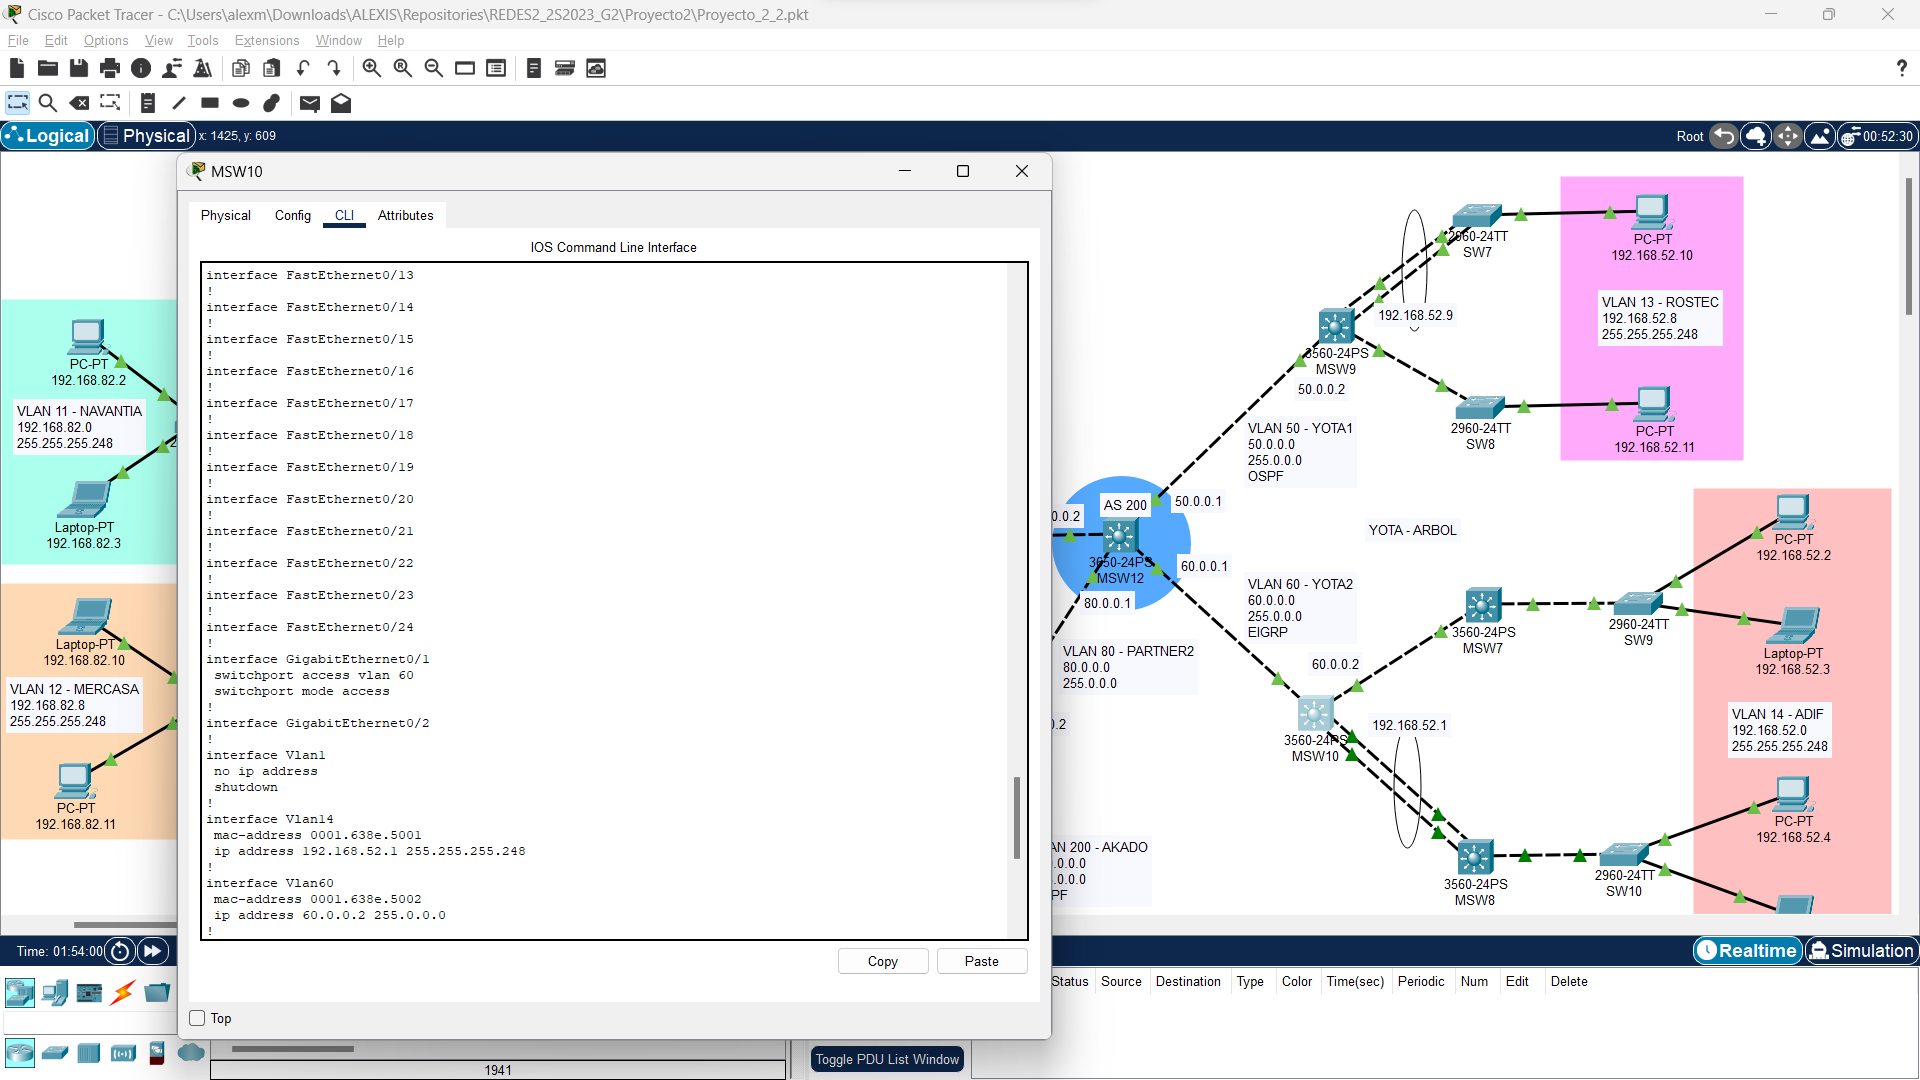 Cisco Packet Tracer - C:\Users\alexm\Downloads\ALEXIS\Repositories\REDES2_2S2023_G2\Proyecto2\Proyecto_2_2.pkt
File Edit Options View Tools Extensions Window Help
?
Logical Physical x: 1425, y: 609
Root 00:52:30
MSW10
Physical Config CLI Attributes
IOS Command Line Interface
interface FastEthernet0/13
!
interface FastEthernet0/14
!
interface FastEthernet0/15
!
interface FastEthernet0/16
!
interface FastEthernet0/17
!
interface FastEthernet0/18
!
interface FastEthernet0/19
!
interface FastEthernet0/20
!
interface FastEthernet0/21
!
interface FastEthernet0/22
!
interface FastEthernet0/23
!
interface FastEthernet0/24
!
interface GigabitEthernet0/1
switchport access vlan 60
switchport mode access
!
interface GigabitEthernet0/2
!
interface Vlan1
no ip address
shutdown
!
interface Vlan14
mac-address 0001.638e.5001
ip address 192.168.52.1 255.255.255.248
!
interface Vlan60
mac-address 0001.638e.5002
ip address 60.0.0.2 255.0.0.0
!
Copy Paste
Top
PC-PT
192.168.82.2
VLAN 11 - NAVANTIA
192.168.82.0
255.255.255.248
Laptop-PT
192.168.82.3
Laptop-PT
192.168.82.10
VLAN 12 - MERCASA
192.168.82.8
255.255.255.248
PC-PT
192.168.82.11
2960-24TT
SW7
PC-PT
192.168.52.10
192.168.52.9
VLAN 13 - ROSTEC
192.168.52.8
255.255.255.248
3560-24PS
MSW9
50.0.0.2
2960-24TT
SW8
PC-PT
192.168.52.11
VLAN 50 - YOTA1
50.0.0.0
255.0.0.0
OSPF
AS 200
50.0.0.1
0.0.2
3650-24PS
MSW12
60.0.0.1
80.0.0.1
YOTA - ARBOL
VLAN 60 - YOTA2
60.0.0.0
255.0.0.0
EIGRP
VLAN 80 - PARTNER2
80.0.0.0
255.0.0.0
60.0.0.2
3560-24PS
MSW7
2960-24TT
SW9
PC-PT
192.168.52.2
Laptop-PT
192.168.52.3
VLAN 14 - ADIF
192.168.52.0
255.255.255.248
192.168.52.1
3560-24PS
MSW10
PC-PT
192.168.52.4
3560-24PS
MSW8
2960-24TT
SW10
AN 200 - AKADO
.0.0.0
.0.0.0
PF
Time: 01:54:00
Realtime Simulation
Status Source Destination Type Color Time(sec) Periodic Num Edit Delete
Toggle PDU List Window
1941